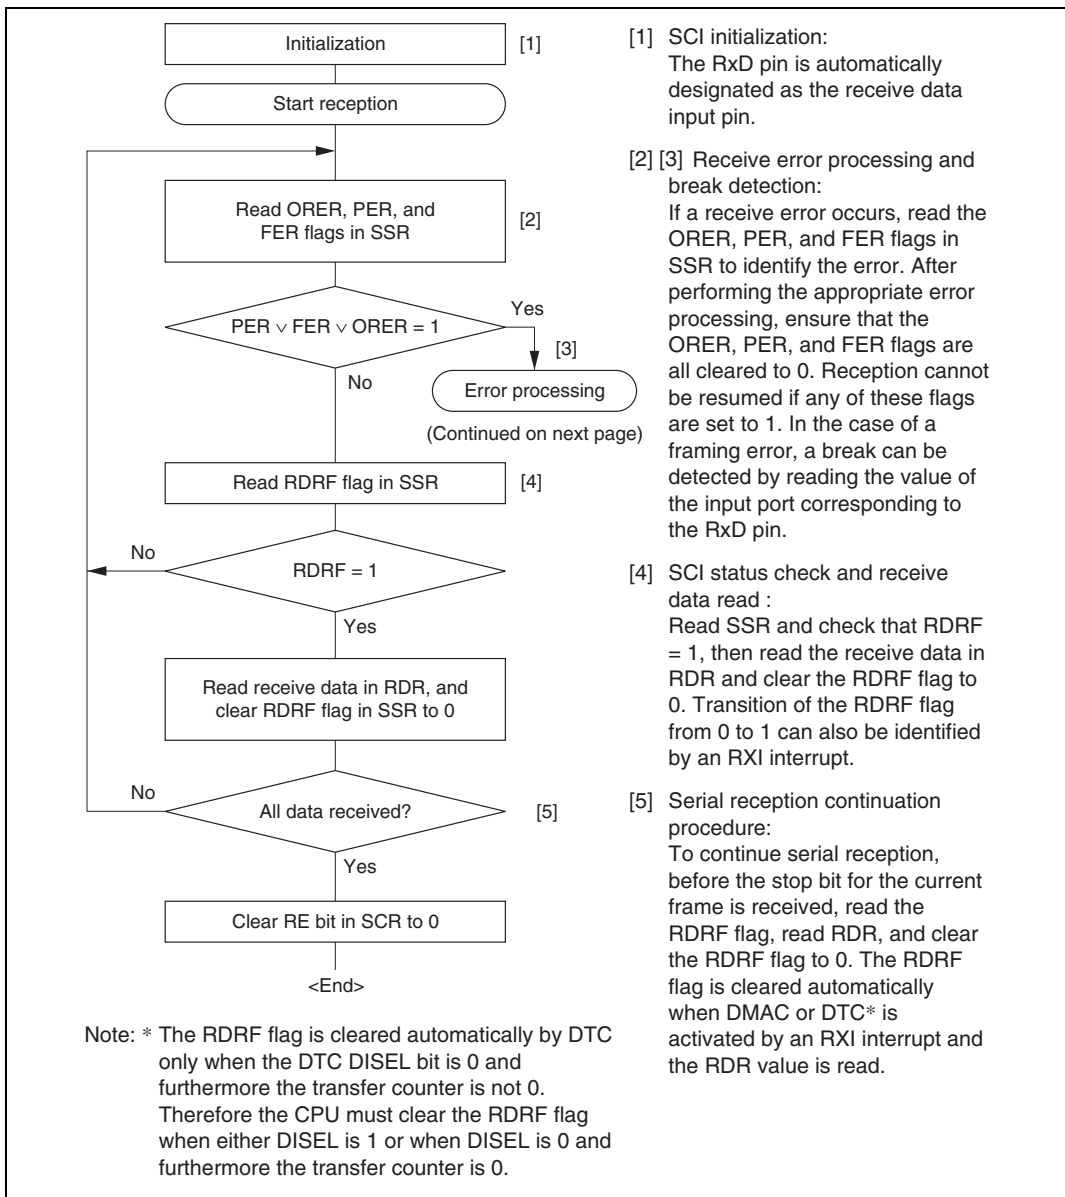 Initialization
[1]
Start reception
Read ORER, PER, and
FER flags in SSR
[2]
PER ∨ FER ∨ ORER = 1
Yes
[3]
No
Error processing
(Continued on next page)
Read RDRF flag in SSR
[4]
No
RDRF = 1
Yes
Read receive data in RDR, and
clear RDRF flag in SSR to 0
No
All data received?
[5]
Yes
Clear RE bit in SCR to 0
<End>
[1] SCI initialization:
The RxD pin is automatically
designated as the receive data
input pin.
[2] [3] Receive error processing and
break detection:
If a receive error occurs, read the
ORER, PER, and FER flags in
SSR to identify the error. After
performing the appropriate error
processing, ensure that the
ORER, PER, and FER flags are
all cleared to 0. Reception cannot
be resumed if any of these flags
are set to 1. In the case of a
framing error, a break can be
detected by reading the value of
the input port corresponding to
the RxD pin.
[4] SCI status check and receive
data read :
Read SSR and check that RDRF
= 1, then read the receive data in
RDR and clear the RDRF flag to
0. Transition of the RDRF flag
from 0 to 1 can also be identified
by an RXI interrupt.
[5] Serial reception continuation
procedure:
To continue serial reception,
before the stop bit for the current
frame is received, read the
RDRF flag, read RDR, and clear
the RDRF flag to 0. The RDRF
flag is cleared automatically
when DMAC or DTC* is
activated by an RXI interrupt and
the RDR value is read.
Note: * The RDRF flag is cleared automatically by DTC
only when the DTC DISEL bit is 0 and
furthermore the transfer counter is not 0.
Therefore the CPU must clear the RDRF flag
when either DISEL is 1 or when DISEL is 0 and
furthermore the transfer counter is 0.